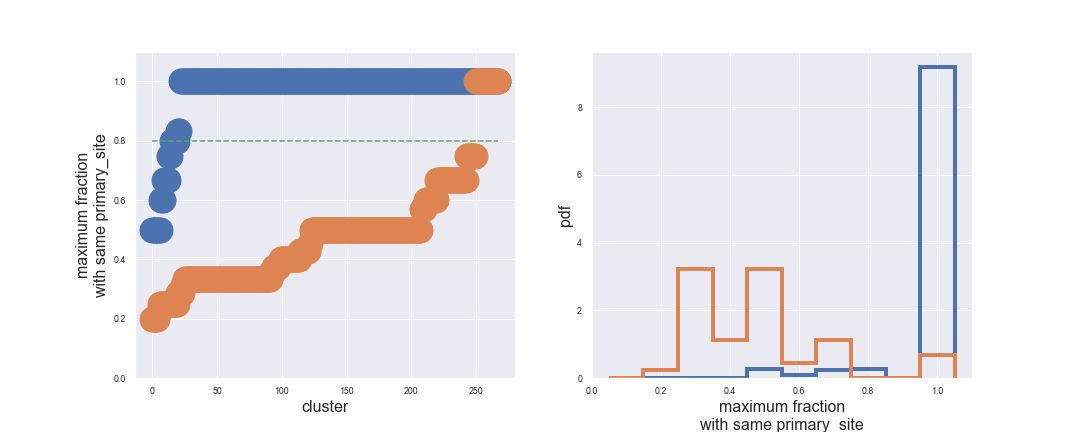 maximum fraction
with same primary_site
1.0
0.8
0.6
0.4
0.2
0.0
0 50 100 150 200 250
cluster
pdf
8
6
4
2
0
0.0 0.2 0.4 0.6 0.8 1.0
maximum fraction
with same primary site